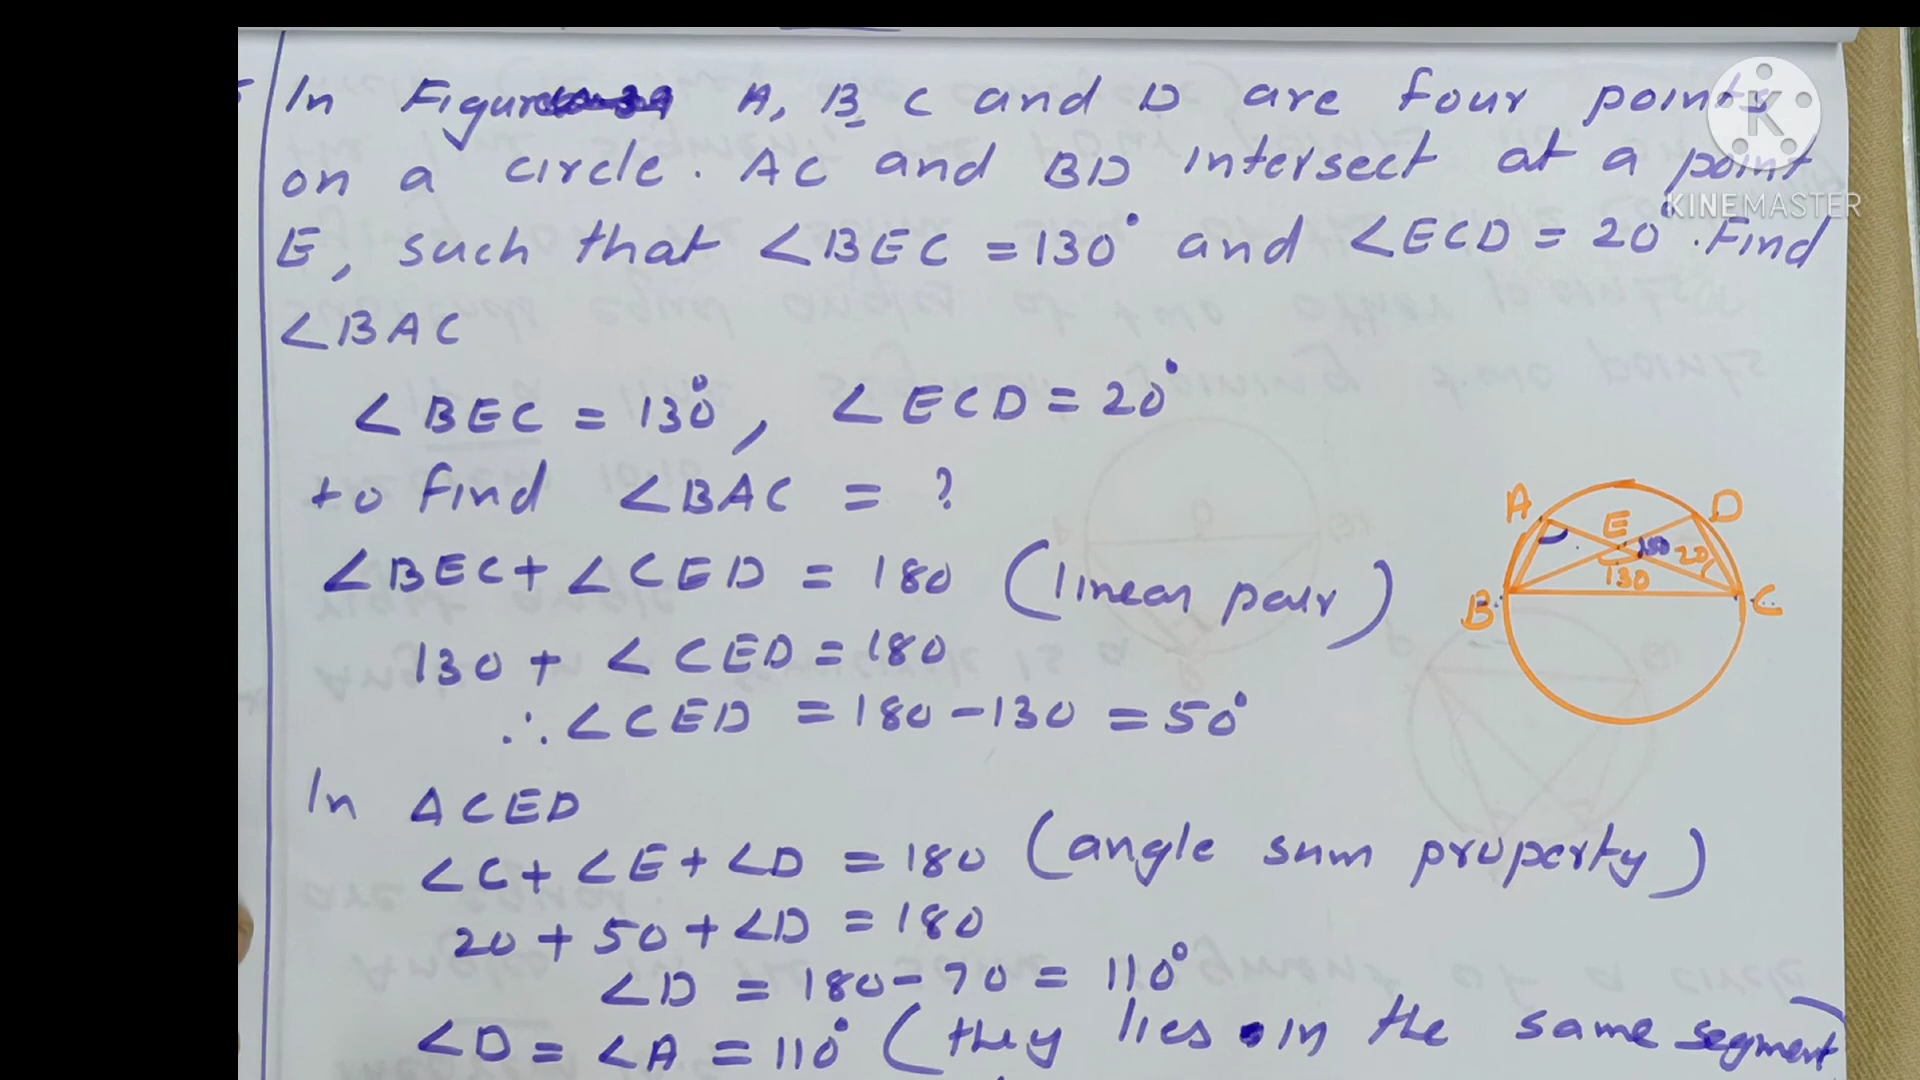 In Figure A, B, C and D are four points
on a circle. AC and BD intersect at a point
E, such that ∠BEC = 130° and ∠ECD = 20°. Find
∠BAC
∠BEC = 130°, ∠ECD = 20°
to find ∠BAC = ?
∠BEC + ∠CED = 180 (linear pair)
130 + ∠CED = 180
∴ ∠CED = 180 - 130 = 50°
In ΔCED
∠C + ∠E + ∠D = 180 (angle sum property)
20 + 50 + ∠D = 180
∠D = 180 - 70 = 110°
∠D = ∠A = 110° (they lies in the same segment
A
D
E
20
130
B
C
K
KINEMASTER